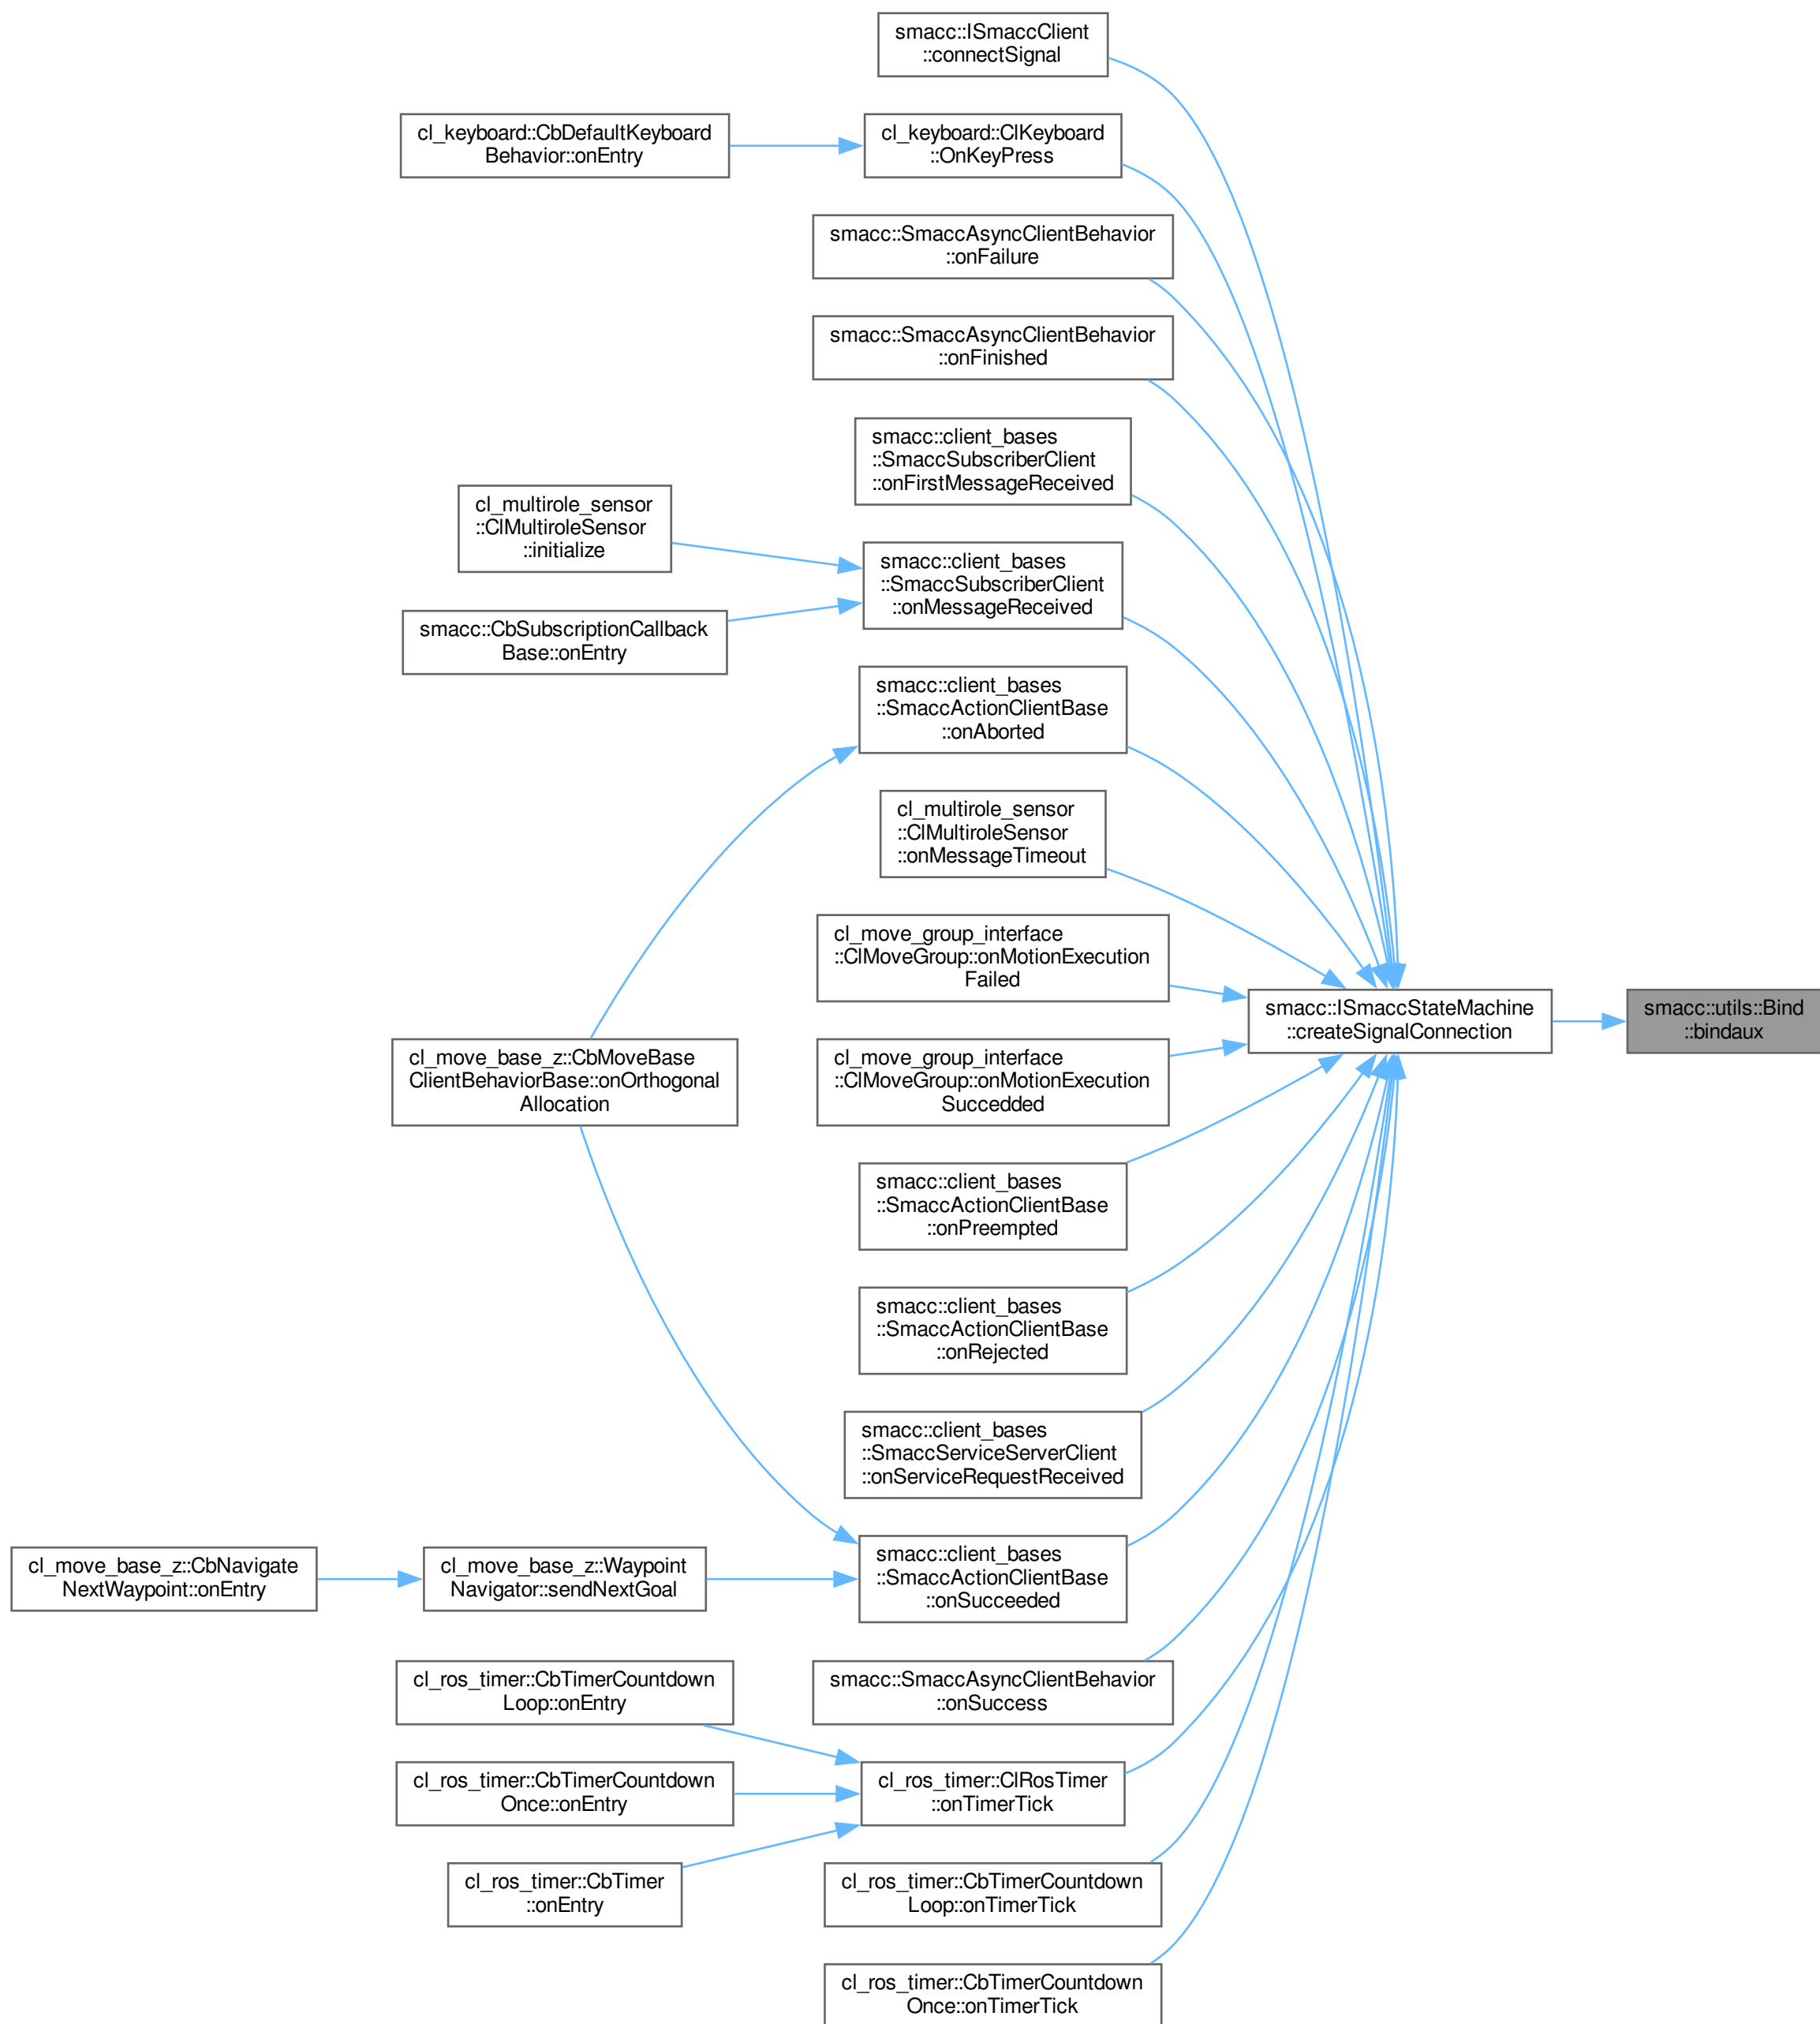 smacc::ISmaccClient
::connectSignal
cl_keyboard::CbDefaultKeyboard
Behavior::onEntry
cl_keyboard::ClKeyboard
::OnKeyPress
smacc::SmaccAsyncClientBehavior
::onFailure
smacc::SmaccAsyncClientBehavior
::onFinished
smacc::client_bases
::SmaccSubscriberClient
::onFirstMessageReceived
cl_multirole_sensor
::ClMultiroleSensor
::initialize
smacc::client_bases
::SmaccSubscriberClient
::onMessageReceived
smacc::CbSubscriptionCallback
Base::onEntry
smacc::client_bases
::SmaccActionClientBase
::onAborted
cl_multirole_sensor
::ClMultiroleSensor
::onMessageTimeout
cl_move_group_interface
::ClMoveGroup::onMotionExecution
Failed
smacc::ISmaccStateMachine
::createSignalConnection
smacc::utils::Bind
::bindaux
cl_move_base_z::CbMoveBase
ClientBehaviorBase::onOrthogonal
Allocation
cl_move_group_interface
::ClMoveGroup::onMotionExecution
Succedded
smacc::client_bases
::SmaccActionClientBase
::onPreempted
smacc::client_bases
::SmaccActionClientBase
::onRejected
smacc::client_bases
::SmaccServiceServerClient
::onServiceRequestReceived
cl_move_base_z::CbNavigate
NextWaypoint::onEntry
cl_move_base_z::Waypoint
Navigator::sendNextGoal
smacc::client_bases
::SmaccActionClientBase
::onSucceeded
cl_ros_timer::CbTimerCountdown
Loop::onEntry
smacc::SmaccAsyncClientBehavior
::onSuccess
cl_ros_timer::CbTimerCountdown
Once::onEntry
cl_ros_timer::ClRosTimer
::onTimerTick
cl_ros_timer::CbTimer
::onEntry
cl_ros_timer::CbTimerCountdown
Loop::onTimerTick
cl_ros_timer::CbTimerCountdown
Once::onTimerTick